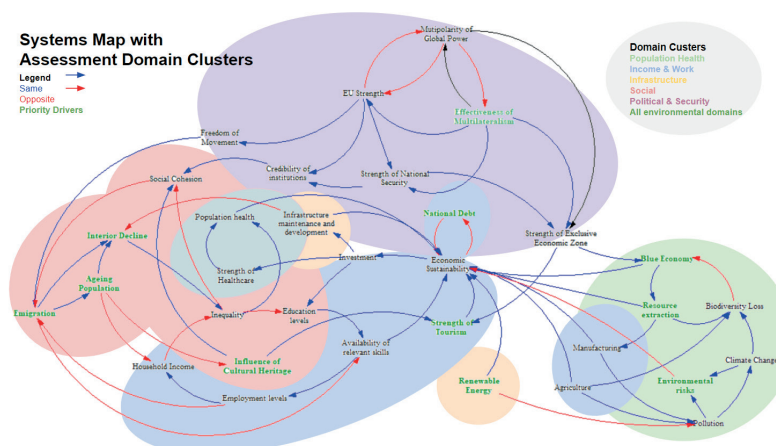 Systems Map with
Assessment Domain Clusters
Legend
Same
Opposite
Priority Drivers
Domain Custers
Population Health
Income & Work
Infrastructure
Social
Political & Security
All environmental domains
Mutipolarity of
Global Power
EU Strength
Effectiveness of
Multilateralism
Freedom of
Movement
Social Cohesion
Credibility of
institutions
Strength of National
Security
Population health
Infrastructure
maintenance and
development
National Debt
Interior Decline
Strength of Exclusive
Economic Zone
Economic
Sustainability
Investment
Blue Economy
Strength of
Healthcare
Ageing
Population
Resource
extraction
Biodiversity Loss
Emigration
Inequality
Education
levels
Strength of
Tourism
Availability of
relevant skills
Manufacturing
Household Income
Influence of
Cultural Heritage
Climate Change
Renewable
Energy
Agriculture
Environmental
risks
Employment levels
Pollution